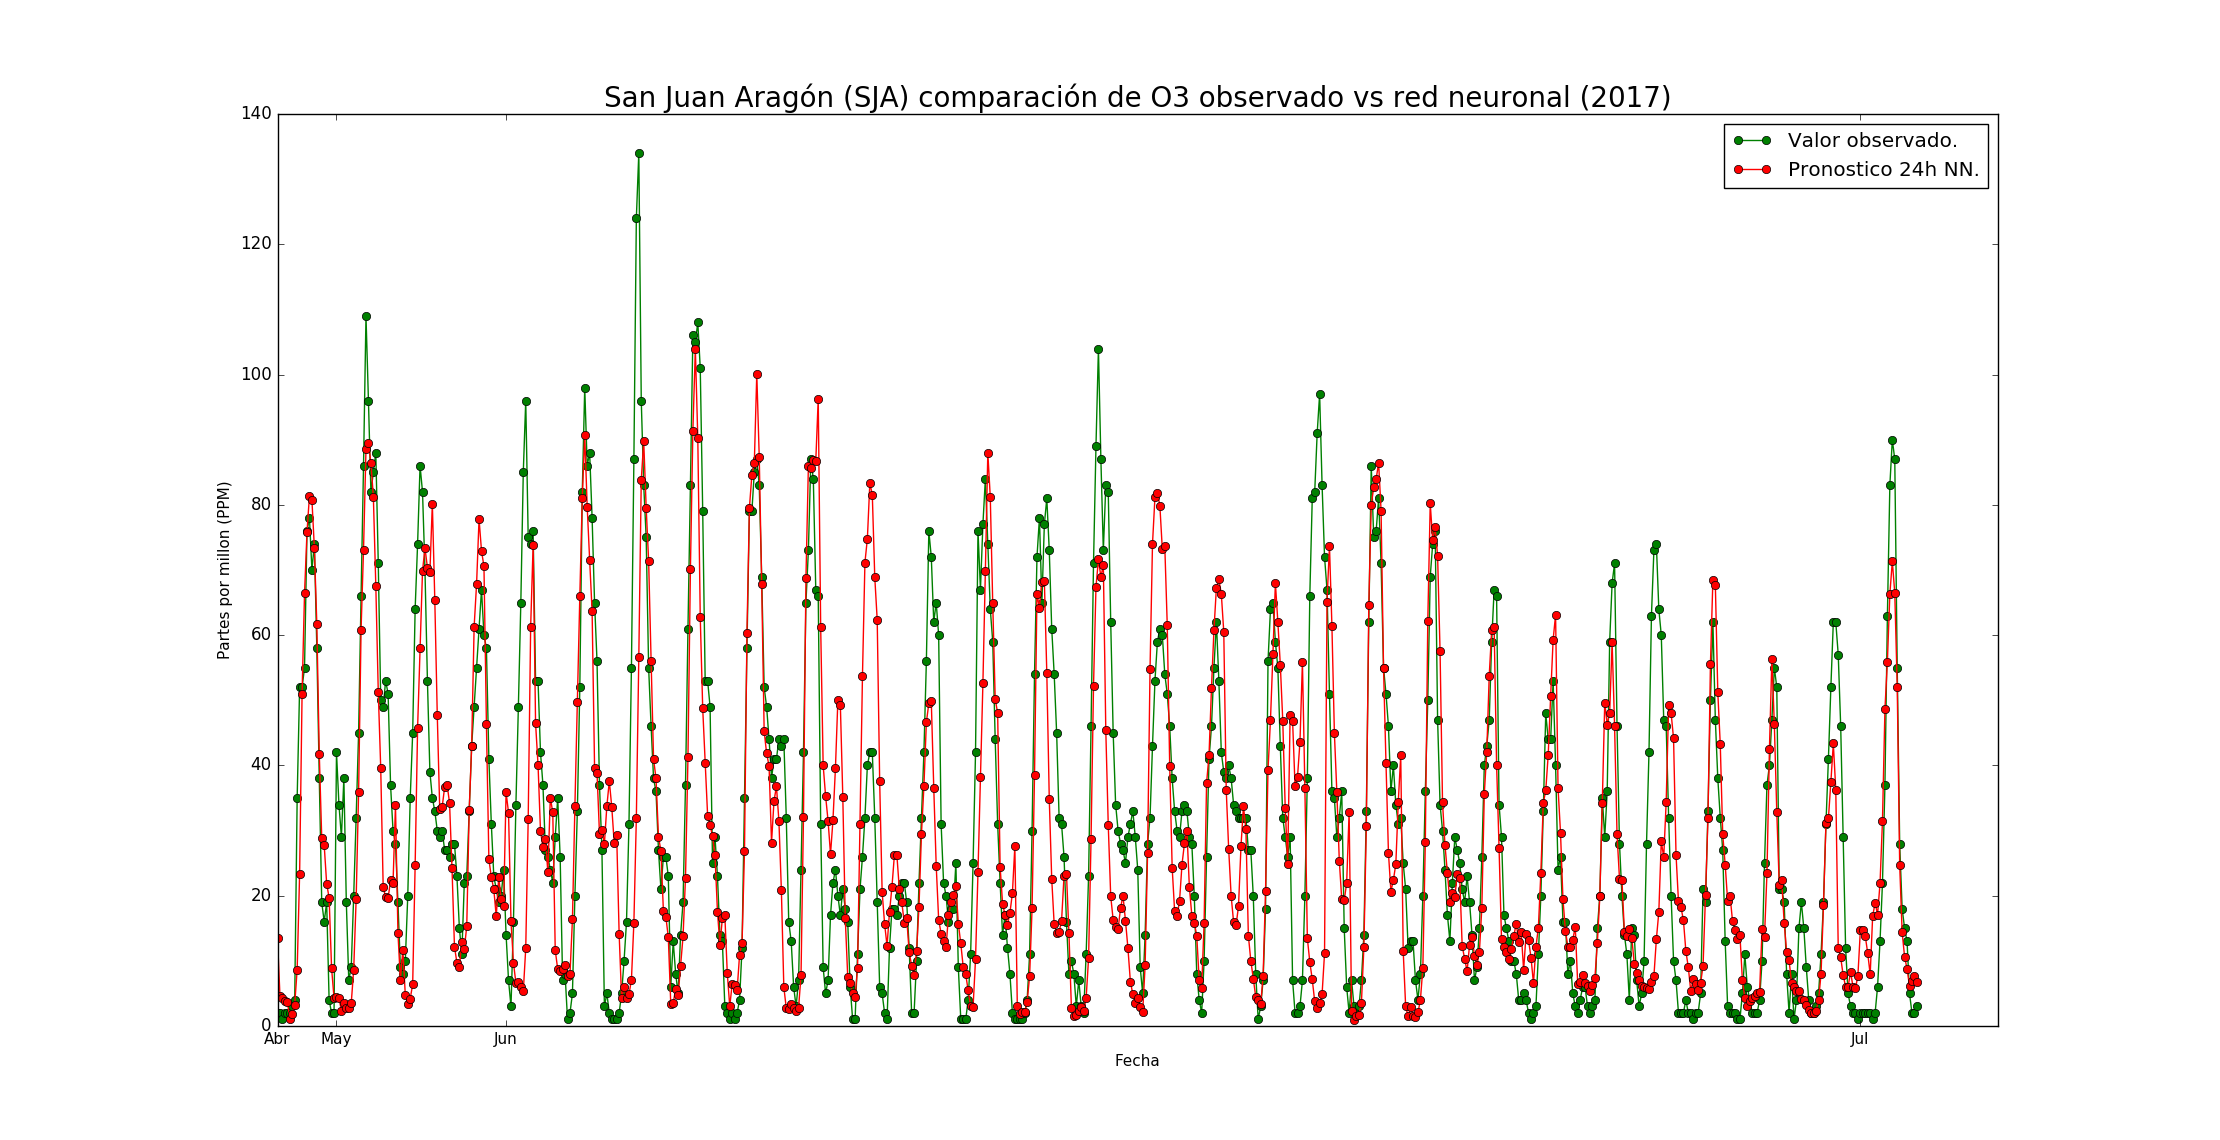 San Juan Aragón (SJA) comparación de O3 observado vs red neuronal (2017)
Valor observado.
Pronostico 24h NN.
Partes por millon (PPM)
140
120
100
80
60
40
20
0
Abr May Jun Jul
Fecha